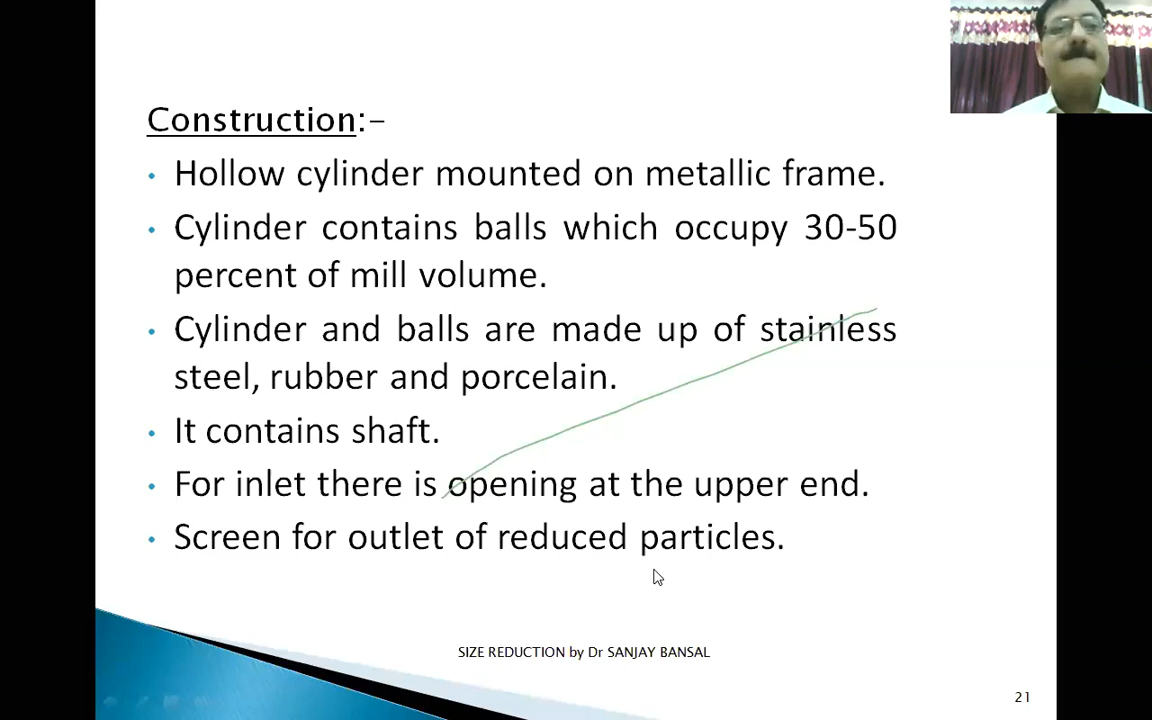 Construction:-
• Hollow cylinder mounted on metallic frame.
• Cylinder contains balls which occupy 30-50
percent of mill volume.
• Cylinder and balls are made up of stainless
steel, rubber and porcelain.
• It contains shaft.
• For inlet there is opening at the upper end.
• Screen for outlet of reduced particles.
SIZE REDUCTION by Dr SANJAY BANSAL
21